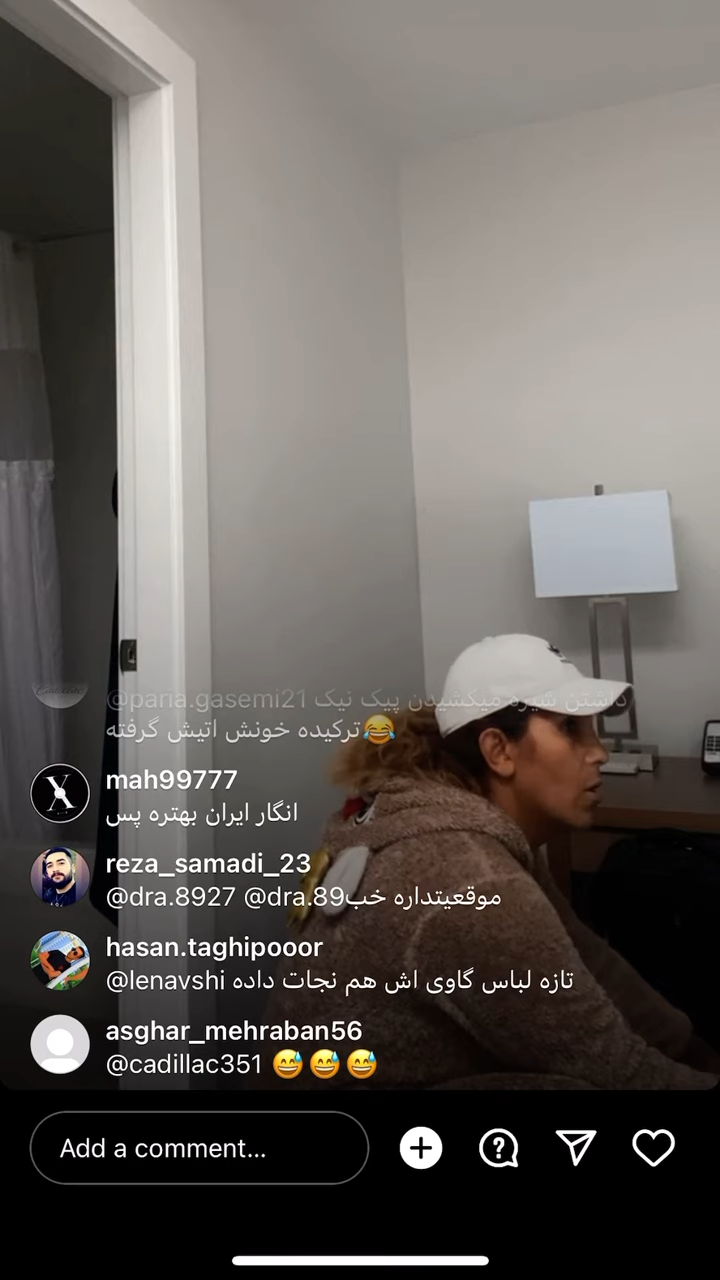 @paria.gasemi21 داشتن شیره میکشیدن پیک نیک
ترکیده خونش اتیش گرفته😂
mah99777
انگار ایران بهتره پس
reza_samadi_23
@dra.8927 @dra.89موقعیتداره خب
hasan.taghipooor
@lenavshi تازه لباس گاوی اش هم نجات داده
asghar_mehraban56
@cadillac351 😅 😅 😅
Add a comment...